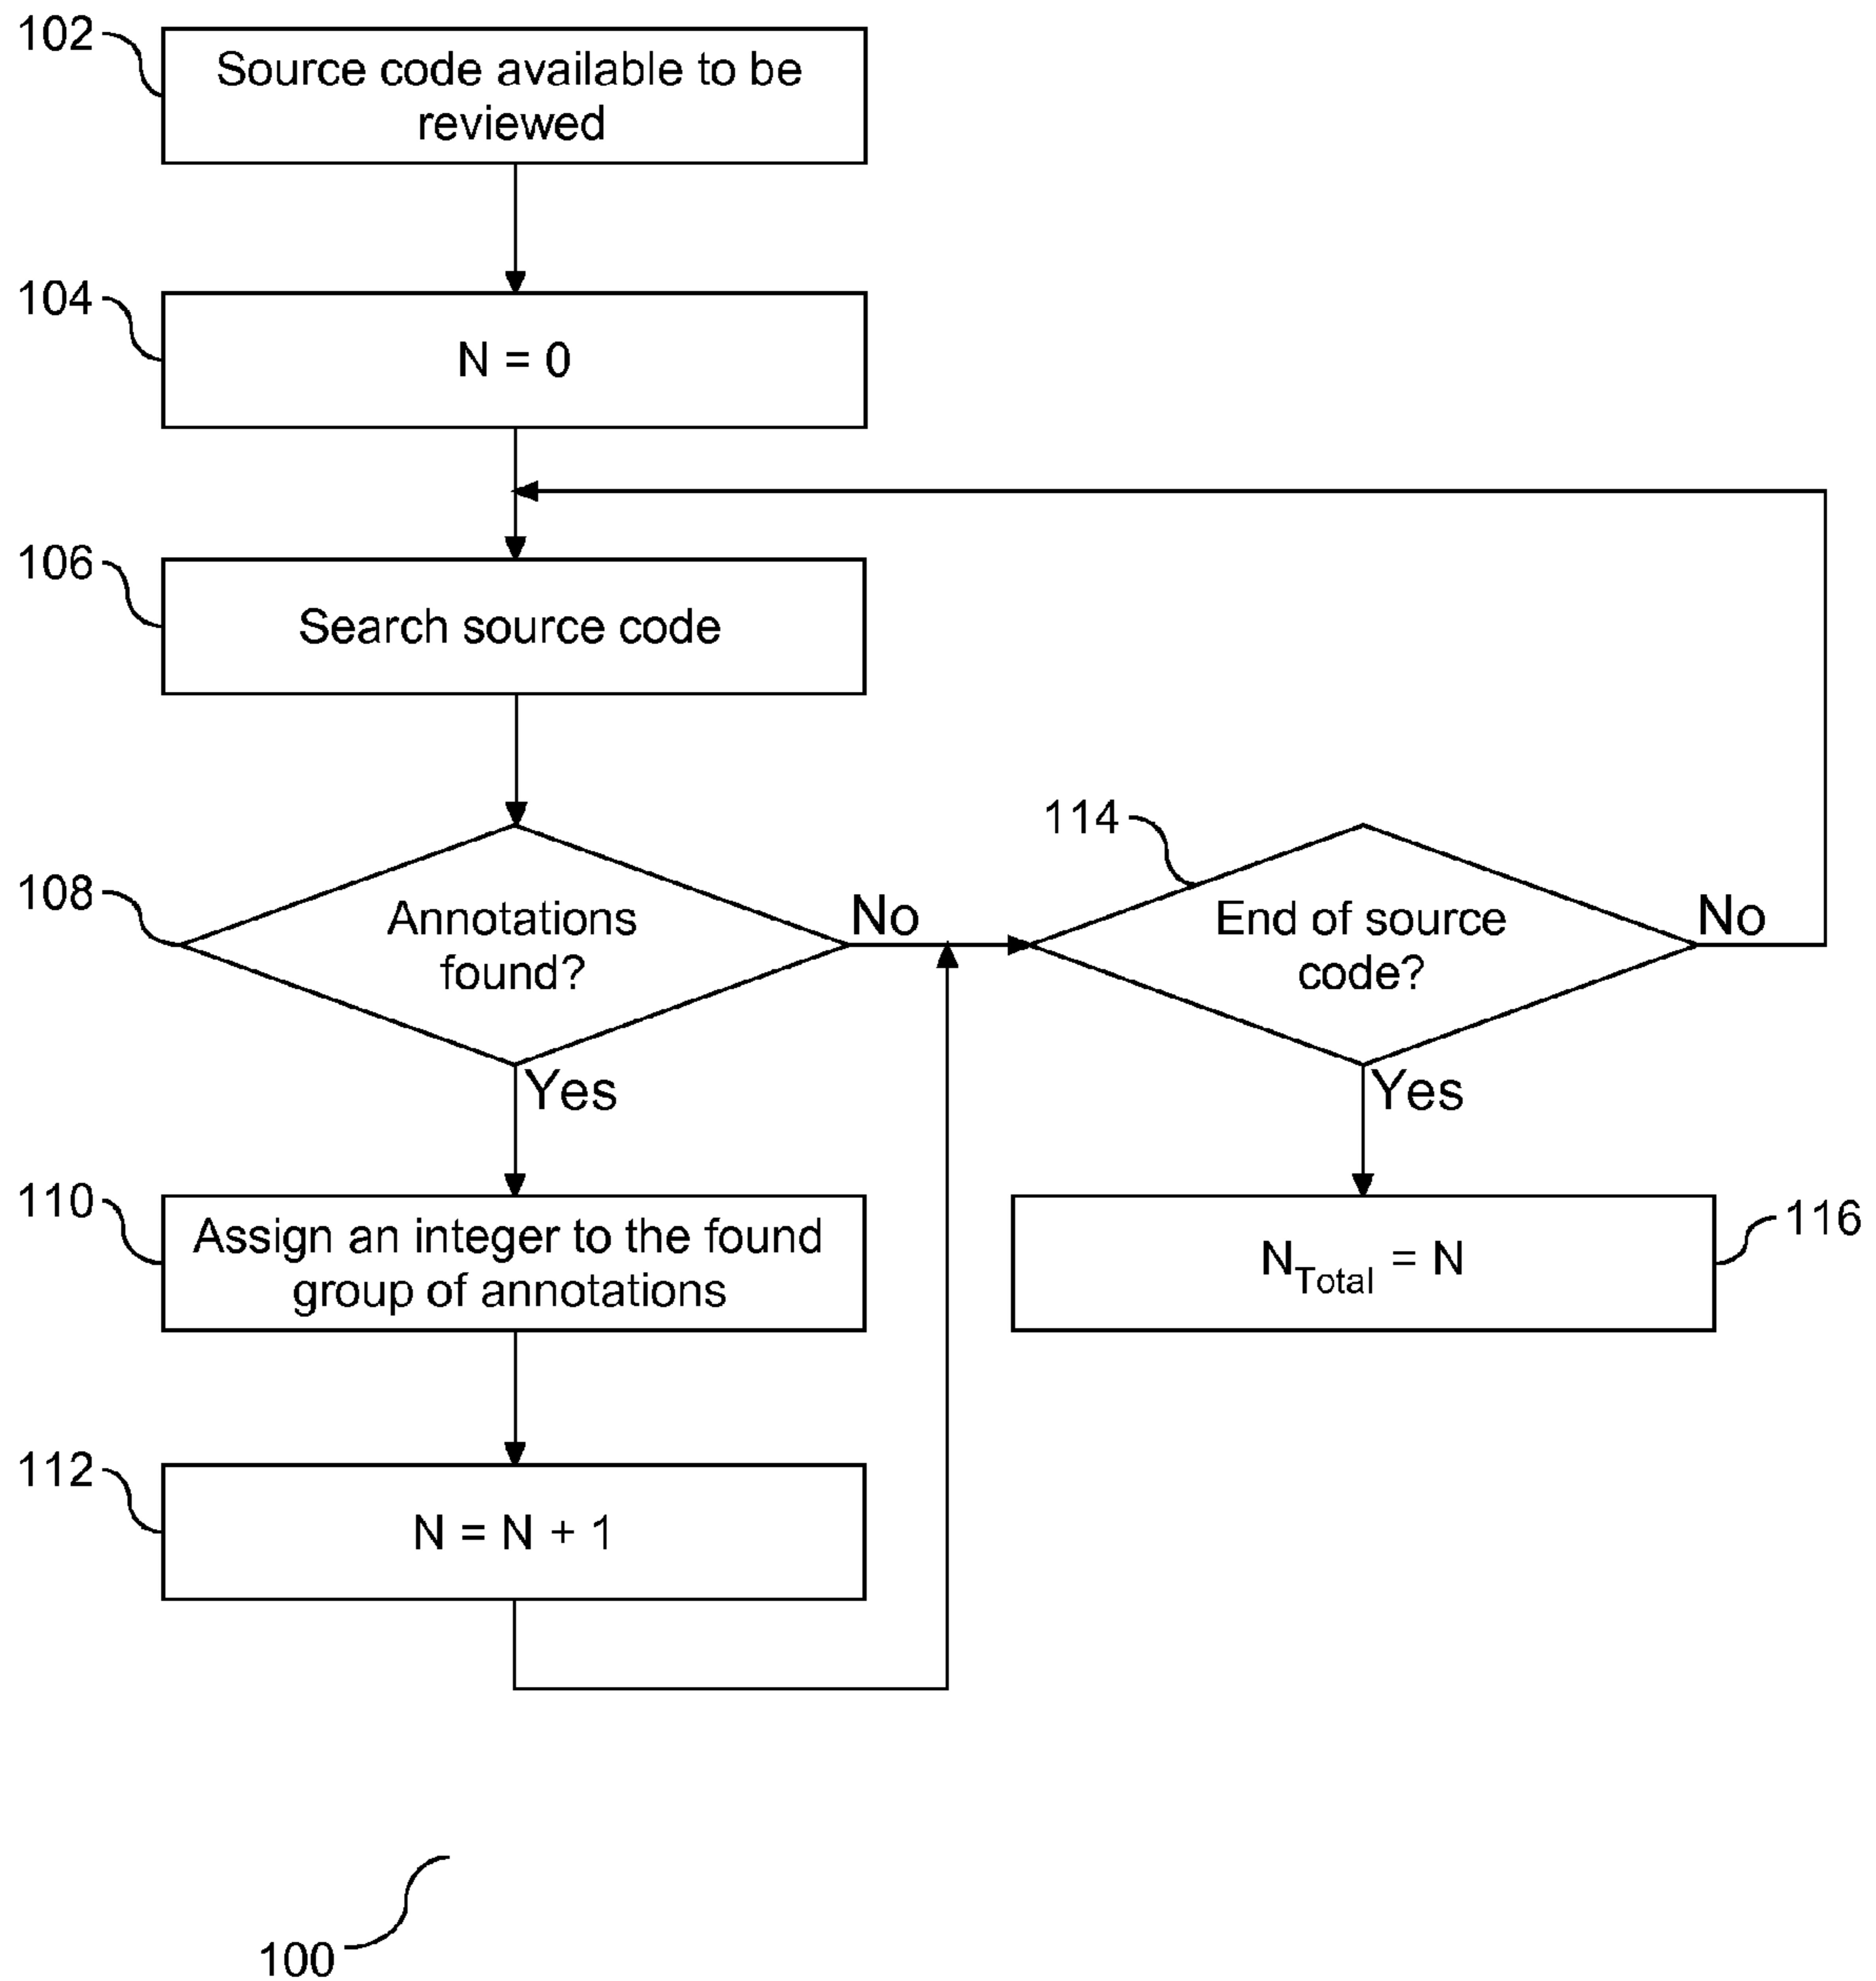 102
Source code available to be
reviewed
104
N = 0
106
Search source code
108
Annotations
found?
No
Yes
114
End of source
code?
No
Yes
110
Assign an integer to the found
group of annotations
N_Total = N
116
112
N = N + 1
100